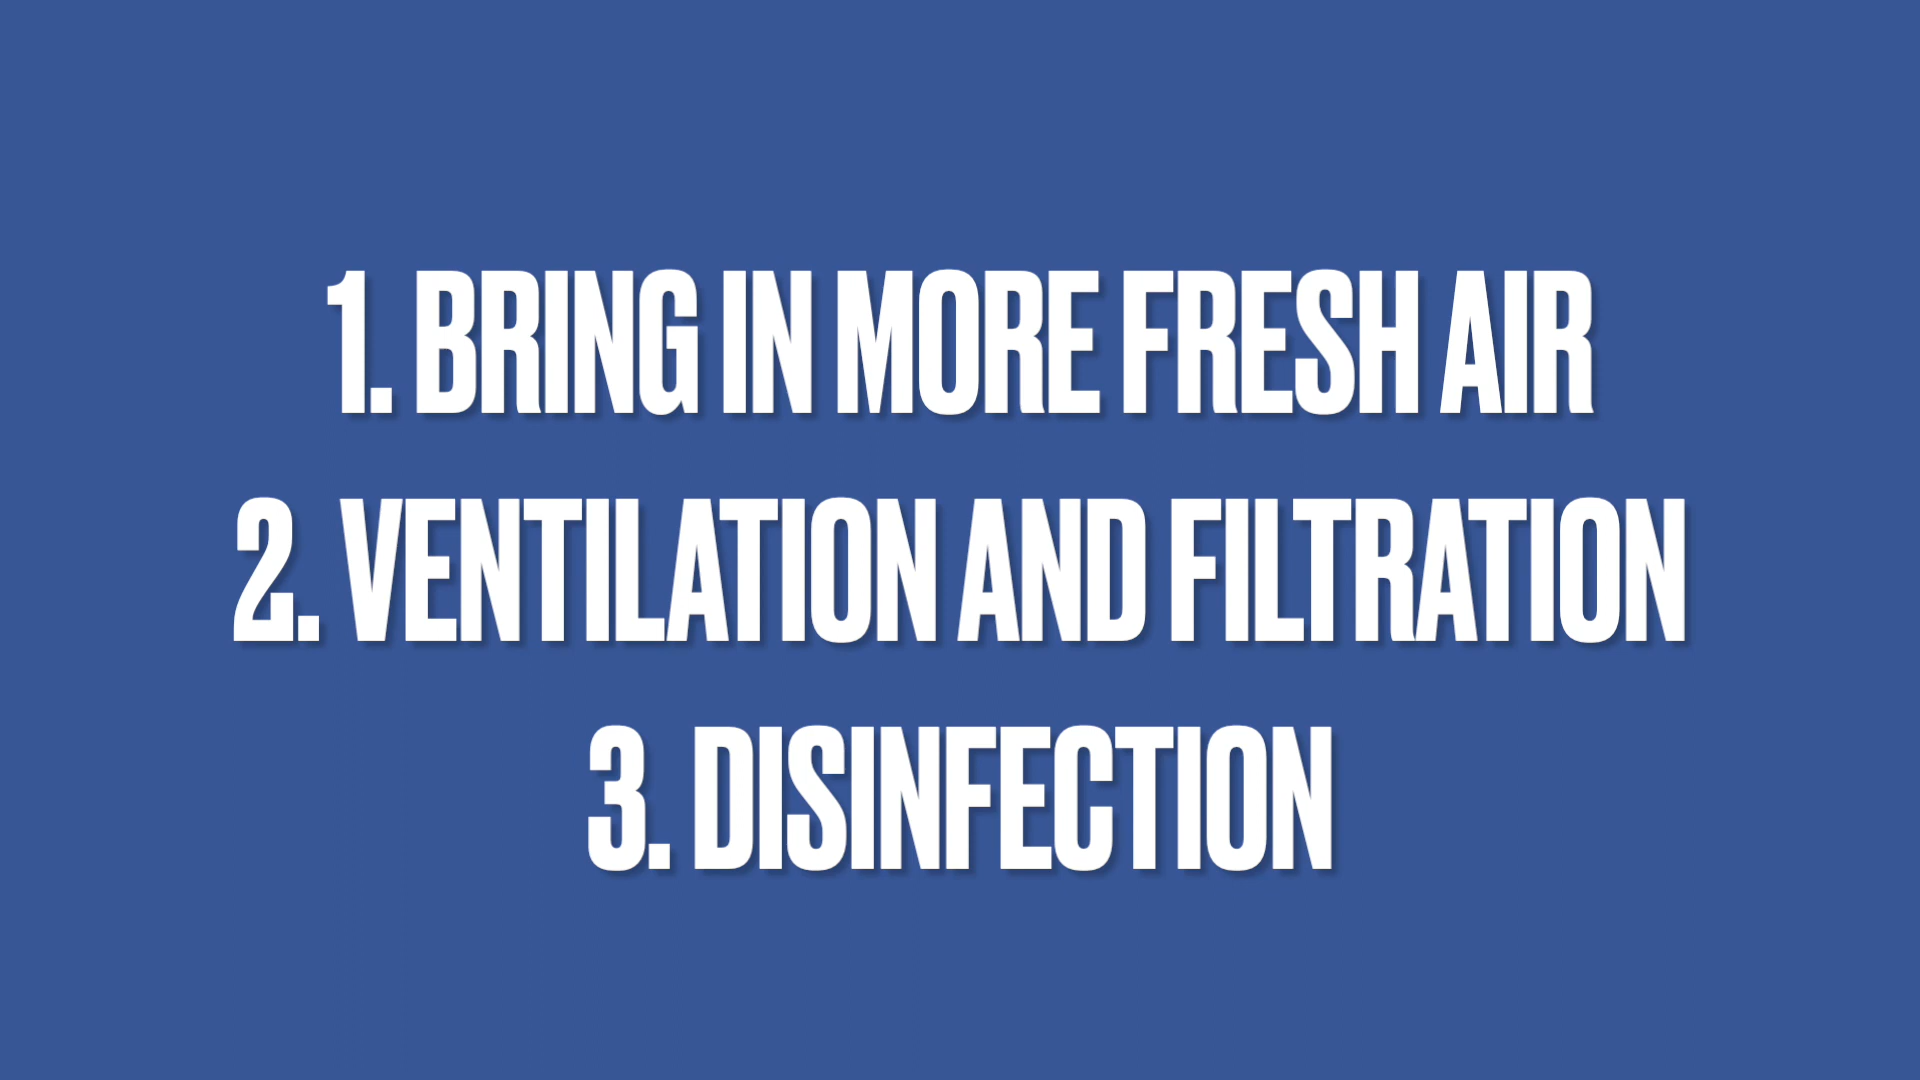 1. BRING IN MORE FRESH AIR
2. VENTILATION AND FILTRATION
3. DISINFECTION